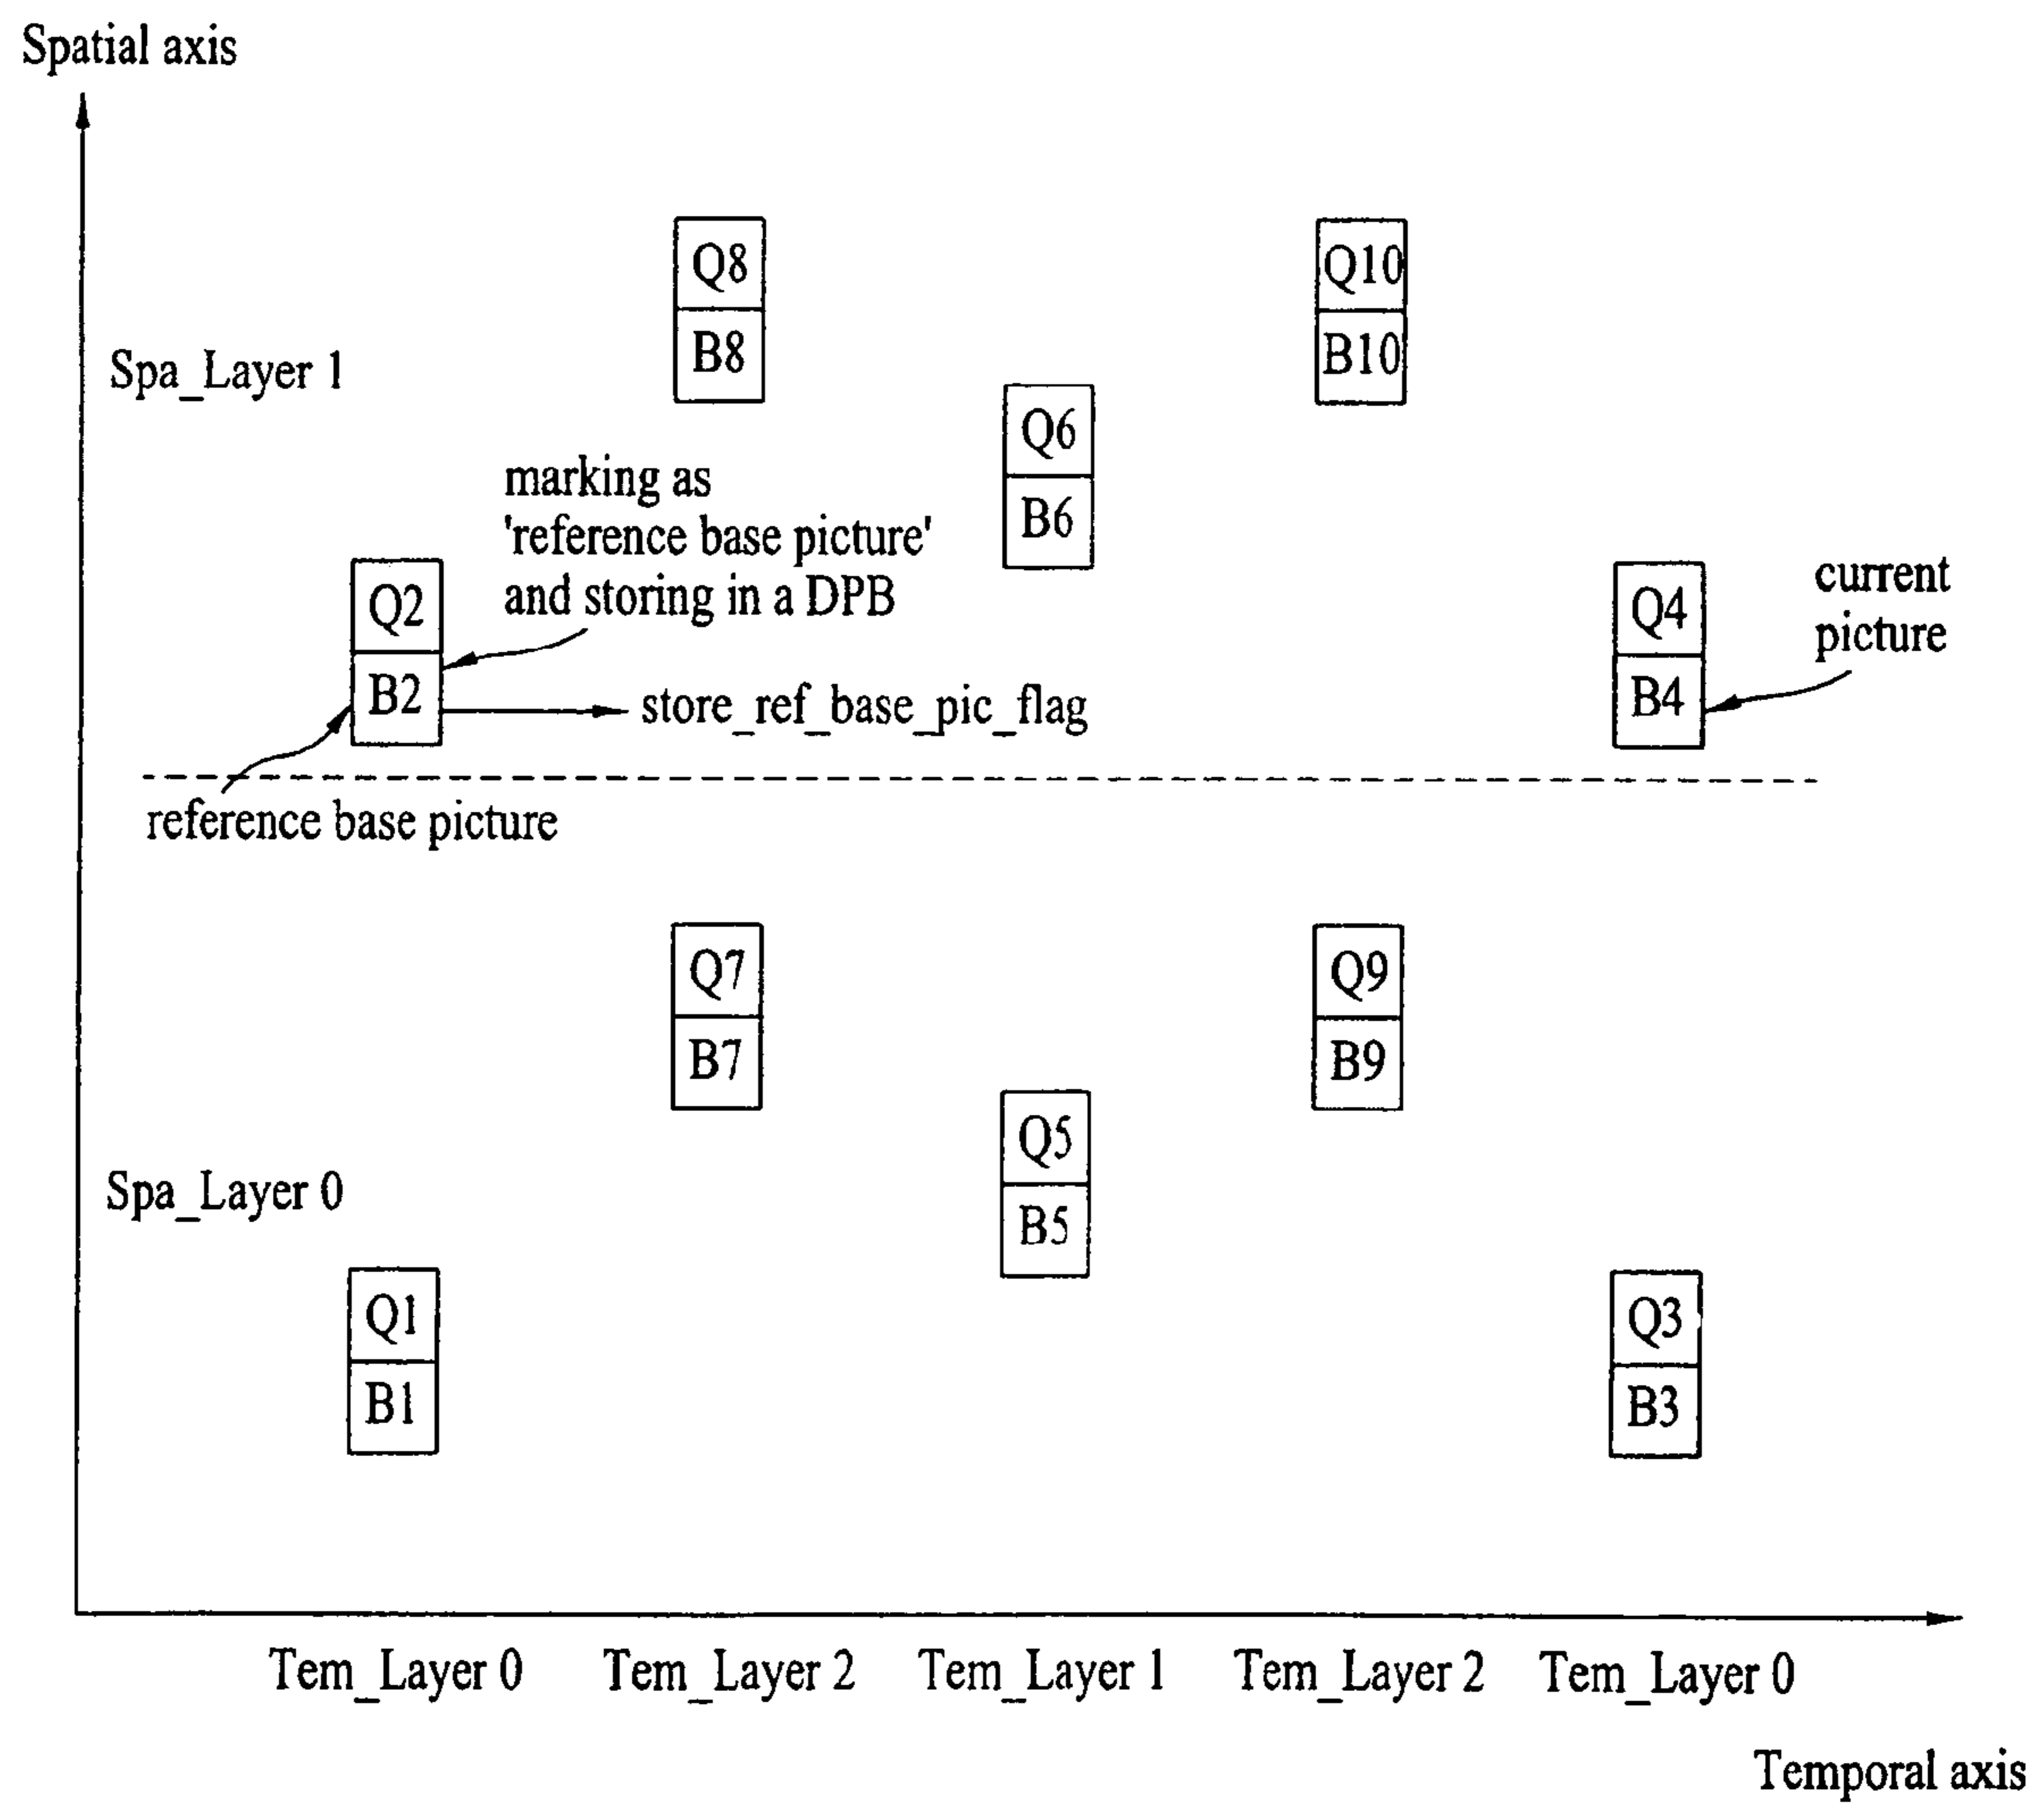 Spatial axis
Q8
Q10
B8
B10
Spa_Layer 1
Q6
marking as
'reference base picture'
and storing in a DPB
B6
Q2
Q4
current
picture
B2
store_ref_base_pic_flag
B4
reference base picture
Q7
Q9
B7
B9
Q5
Spa_Layer 0
B5
Q1
Q3
B1
B3
Tem_Layer 0
Tem_Layer 2
Tem_Layer 1
Tem_Layer 2
Tem_Layer 0
Temporal axis